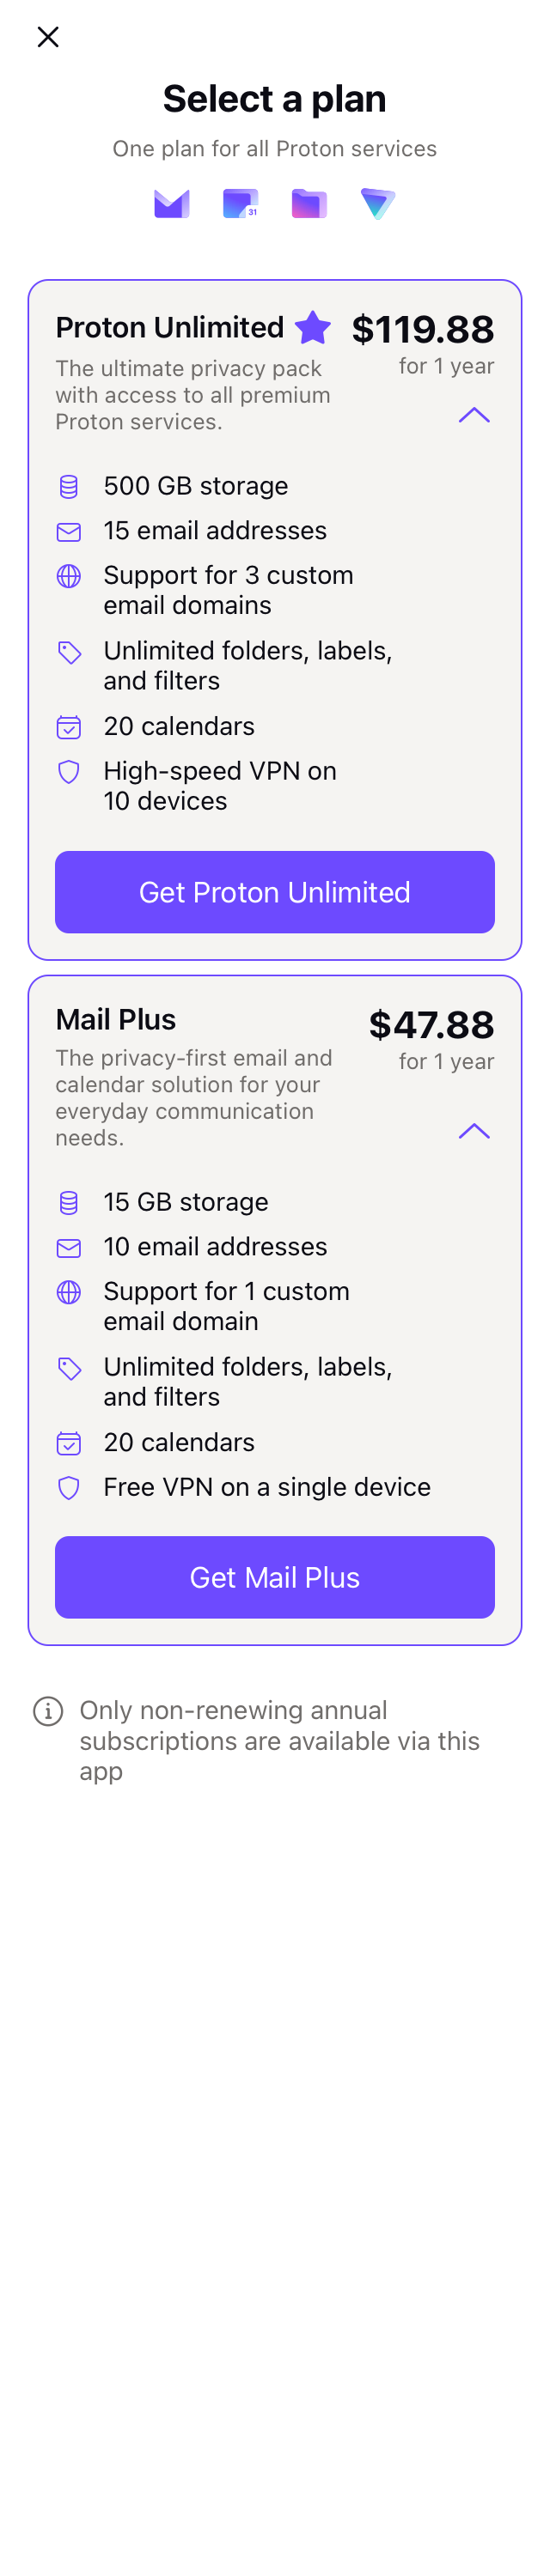 Select a plan
One plan for all Proton services
31
Proton Unlimited
$119.88
The ultimate privacy pack
with access to all premium
Proton services.
for 1 year
500 GB storage
15 email addresses
Support for 3 custom
email domains
Unlimited folders, labels,
and filters
20 calendars
High-speed VPN on
10 devices
Get Proton Unlimited
Mail Plus
$47.88
The privacy-first email and
calendar solution for your
everyday communication
needs.
for 1 year
15 GB storage
10 email addresses
Support for 1 custom
email domain
Unlimited folders, labels,
and filters
20 calendars
Free VPN on a single device
Get Mail Plus
Only non-renewing annual
subscriptions are available via this
app